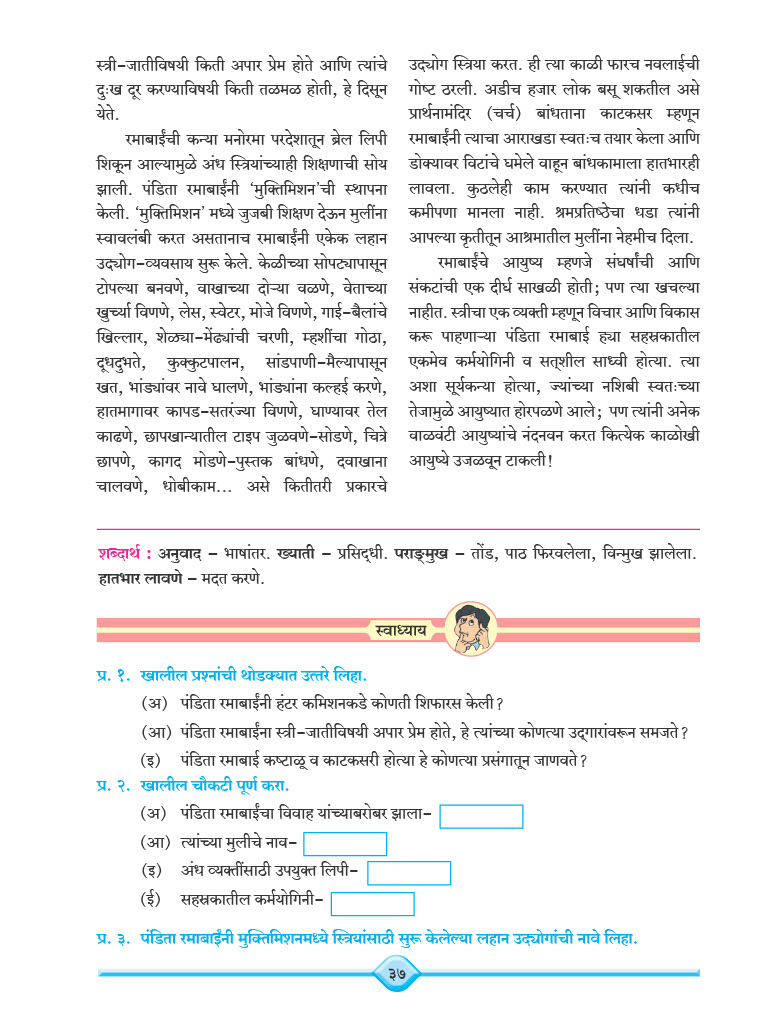 स्त्री-जातीविषयी किती अपार प्रेम होते आणि त्यांचे
दुःख दूर करण्याविषयी किती तळमळ होती, हे दिसून
येते.
रमाबाईंची कन्या मनोरमा परदेशातून ब्रेल लिपी
शिकून आल्यामुळे अंध स्त्रियांच्याही शिक्षणाची सोय
झाली. पंडिता रमाबाईंनी ‘मुक्तिमिशन’ची स्थापना
केली. ‘मुक्तिमिशन’ मध्ये जुजबी शिक्षण देऊन मुलींना
स्वावलंबी करत असतानाच रमाबाईंनी एकेक लहान
उद्योग-व्यवसाय सुरू केले. केळीच्या सोपट्यापासून
टोपल्या बनवणे, वाखाच्या दोऱ्या वळणे, वेताच्या
खुर्च्या विणणे, लेस, स्वेटर, मोजे विणणे, गाई-बैलांचे
खिल्लार, शेळ्या-मेंढ्यांची चरणी, म्हशींचा गोठा,
दूधदुभते, कुक्कुटपालन, सांडपाणी-मैल्यापासून
खत, भांड्यांवर नावे घालणे, भांड्यांना कल्हई करणे,
हातमागावर कापड-सतरंज्या विणणे, घाण्यावर तेल
काढणे, छापखान्यातील टाइप जुळवणे-सोडणे, चित्रे
छापणे, कागद मोडणे-पुस्तक बांधणे, दवाखाना
चालवणे, धोबीकाम... असे कितीतरी प्रकारचे
उद्योग स्त्रिया करत. ही त्या काळी फारच नवलाईची
गोष्ट ठरली. अडीच हजार लोक बसू शकतील असे
प्रार्थनामंदिर (चर्च) बांधताना काटकसर म्हणून
रमाबाईंनी त्याचा आराखडा स्वतःच तयार केला आणि
डोक्यावर विटांचे घमेले वाहून बांधकामाला हातभारही
लावला. कुठलेही काम करण्यात त्यांनी कधीच
कमीपणा मानला नाही. श्रमप्रतिष्ठेचा धडा त्यांनी
आपल्या कृतीतून आश्रमातील मुलींना नेहमीच दिला.
रमाबाईंचे आयुष्य म्हणजे संघर्षांची आणि
संकटांची एक दीर्घ साखळी होती; पण त्या खचल्या
नाहीत. स्त्रीचा एक व्यक्ती म्हणून विचार आणि विकास
करू पाहणाऱ्या पंडिता रमाबाई ह्या सहस्रकातील
एकमेव कर्मयोगिनी व सत्‌शील साध्वी होत्या. त्या
अशा सूर्यकन्या होत्या, ज्यांच्या नशिबी स्वतःच्या
तेजामुळे आयुष्यात होरपळणे आले; पण त्यांनी अनेक
वाळवंटी आयुष्यांचे नंदनवन करत कित्येक काळोखी
आयुष्ये उजळवून टाकली!
शब्दार्थ : अनुवाद - भाषांतर. ख्याती - प्रसिद्धी. पराङ्मुख - तोंड, पाठ फिरवलेला, विन्मुख झालेला.
हातभार लावणे - मदत करणे.
स्वाध्याय
प्र. १. खालील प्रश्नांची थोडक्यात उत्तरे लिहा.
(अ) पंडिता रमाबाईंनी हंटर कमिशनकडे कोणती शिफारस केली?
(आ) पंडिता रमाबाईंना स्त्री-जातीविषयी अपार प्रेम होते, हे त्यांच्या कोणत्या उद्‌गारांवरून समजते?
(इ) पंडिता रमाबाई कष्टाळू व काटकसरी होत्या हे कोणत्या प्रसंगातून जाणवते?
प्र. २. खालील चौकटी पूर्ण करा.
(अ) पंडिता रमाबाईंचा विवाह यांच्याबरोबर झाला-
(आ) त्यांच्या मुलीचे नाव-
(इ) अंध व्यक्तींसाठी उपयुक्त लिपी-
(ई) सहस्रकातील कर्मयोगिनी-
प्र. ३. पंडिता रमाबाईंनी मुक्तिमिशनमध्ये स्त्रियांसाठी सुरू केलेल्या लहान उद्योगांची नावे लिहा.
३७